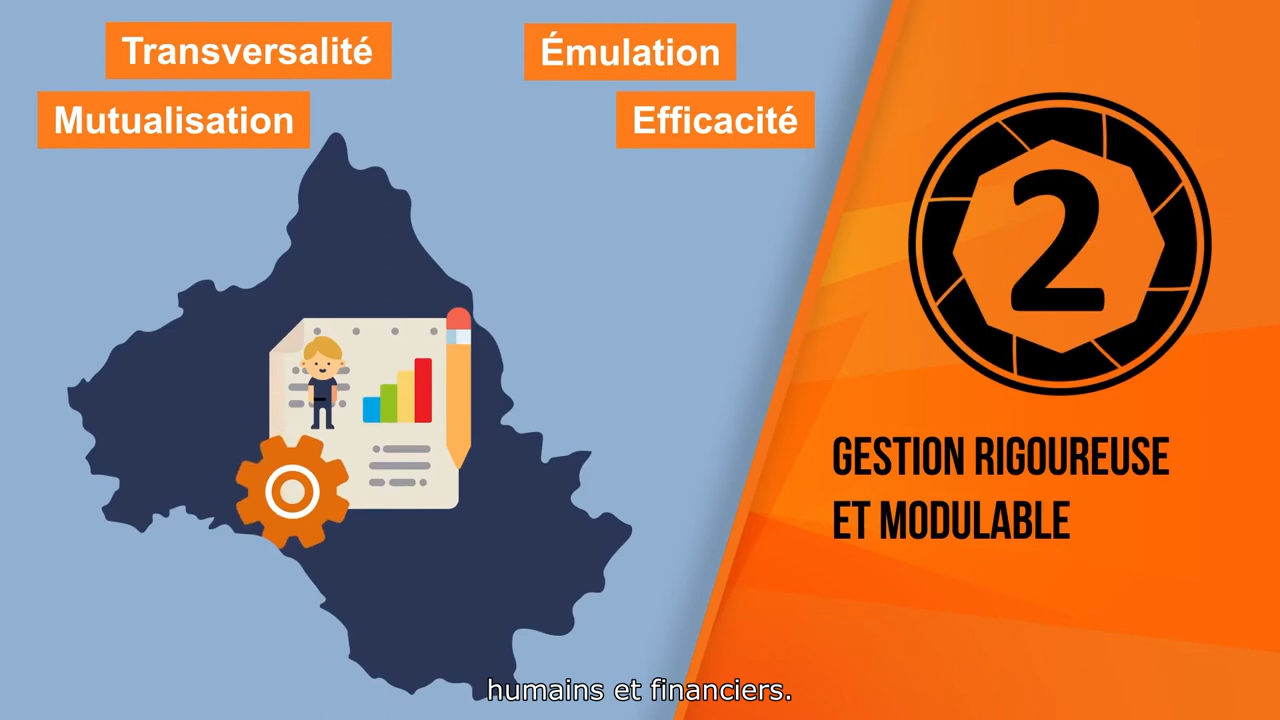 Transversalité
Émulation
Mutualisation
Efficacité
2
GESTION RIGOUREUSE
ET MODULABLE
humains et financiers.